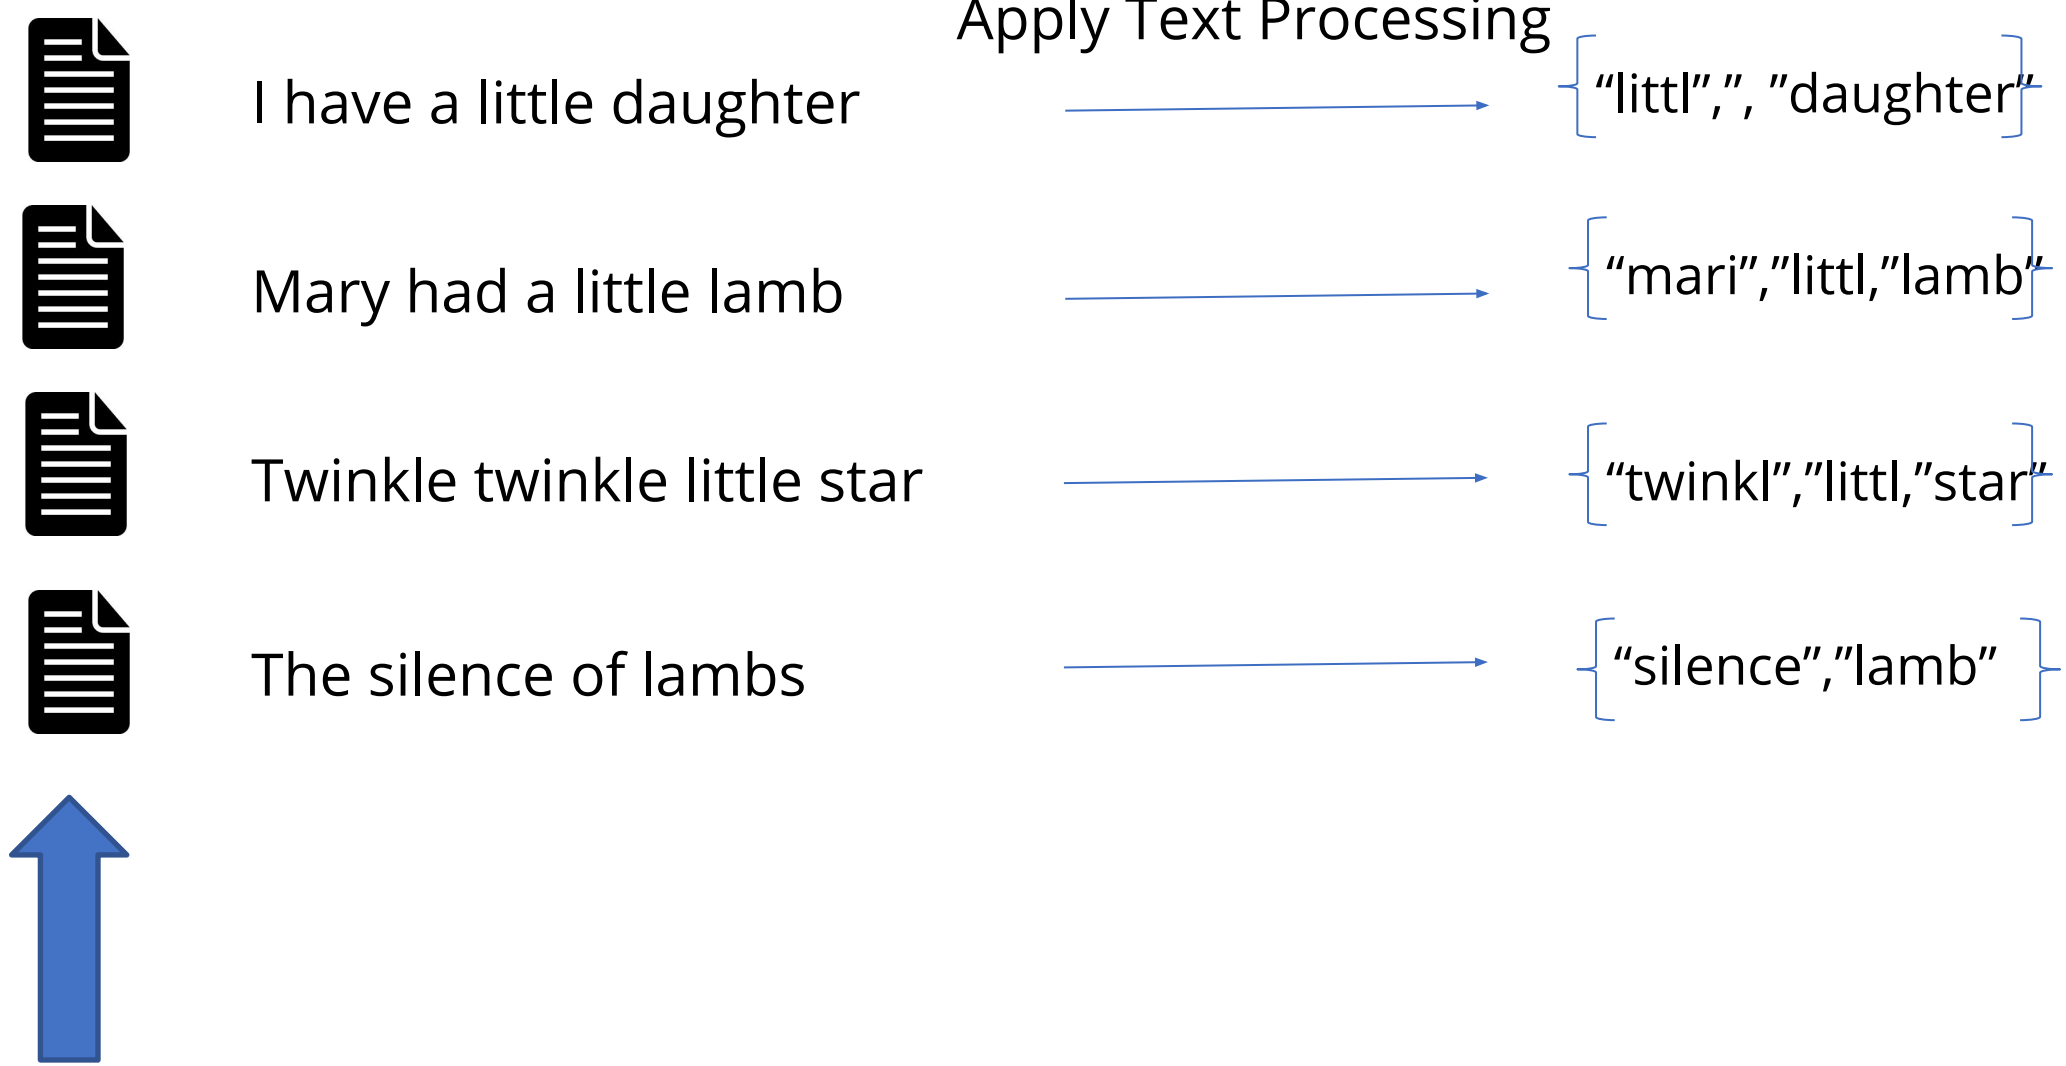 Apply Text Processing
I have a little daughter
“littl”,”, ”daughter”
Mary had a little lamb
“mari”,”littl,”lamb”
Twinkle twinkle little star
“twinkl”,”littl,”star”
The silence of lambs
“silence”,”lamb”